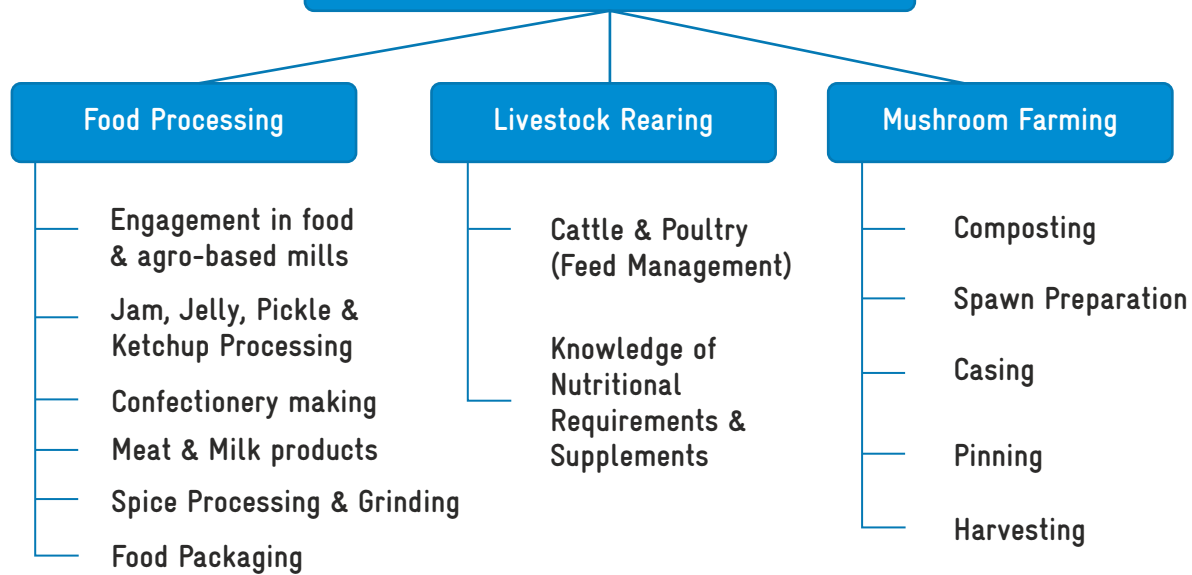 Food Processing
Engagement in food
& agro-based mills
Jam, Jelly, Pickle &
Ketchup Processing
Confectionery making
Meat & Milk products
Spice Processing & Grinding
Food Packaging
Livestock Rearing
Cattle & Poultry
(Feed Management)
Knowledge of
Nutritional
Requirements &
Supplements
Mushroom Farming
Composting
Spawn Preparation
Casing
Pinning
Harvesting